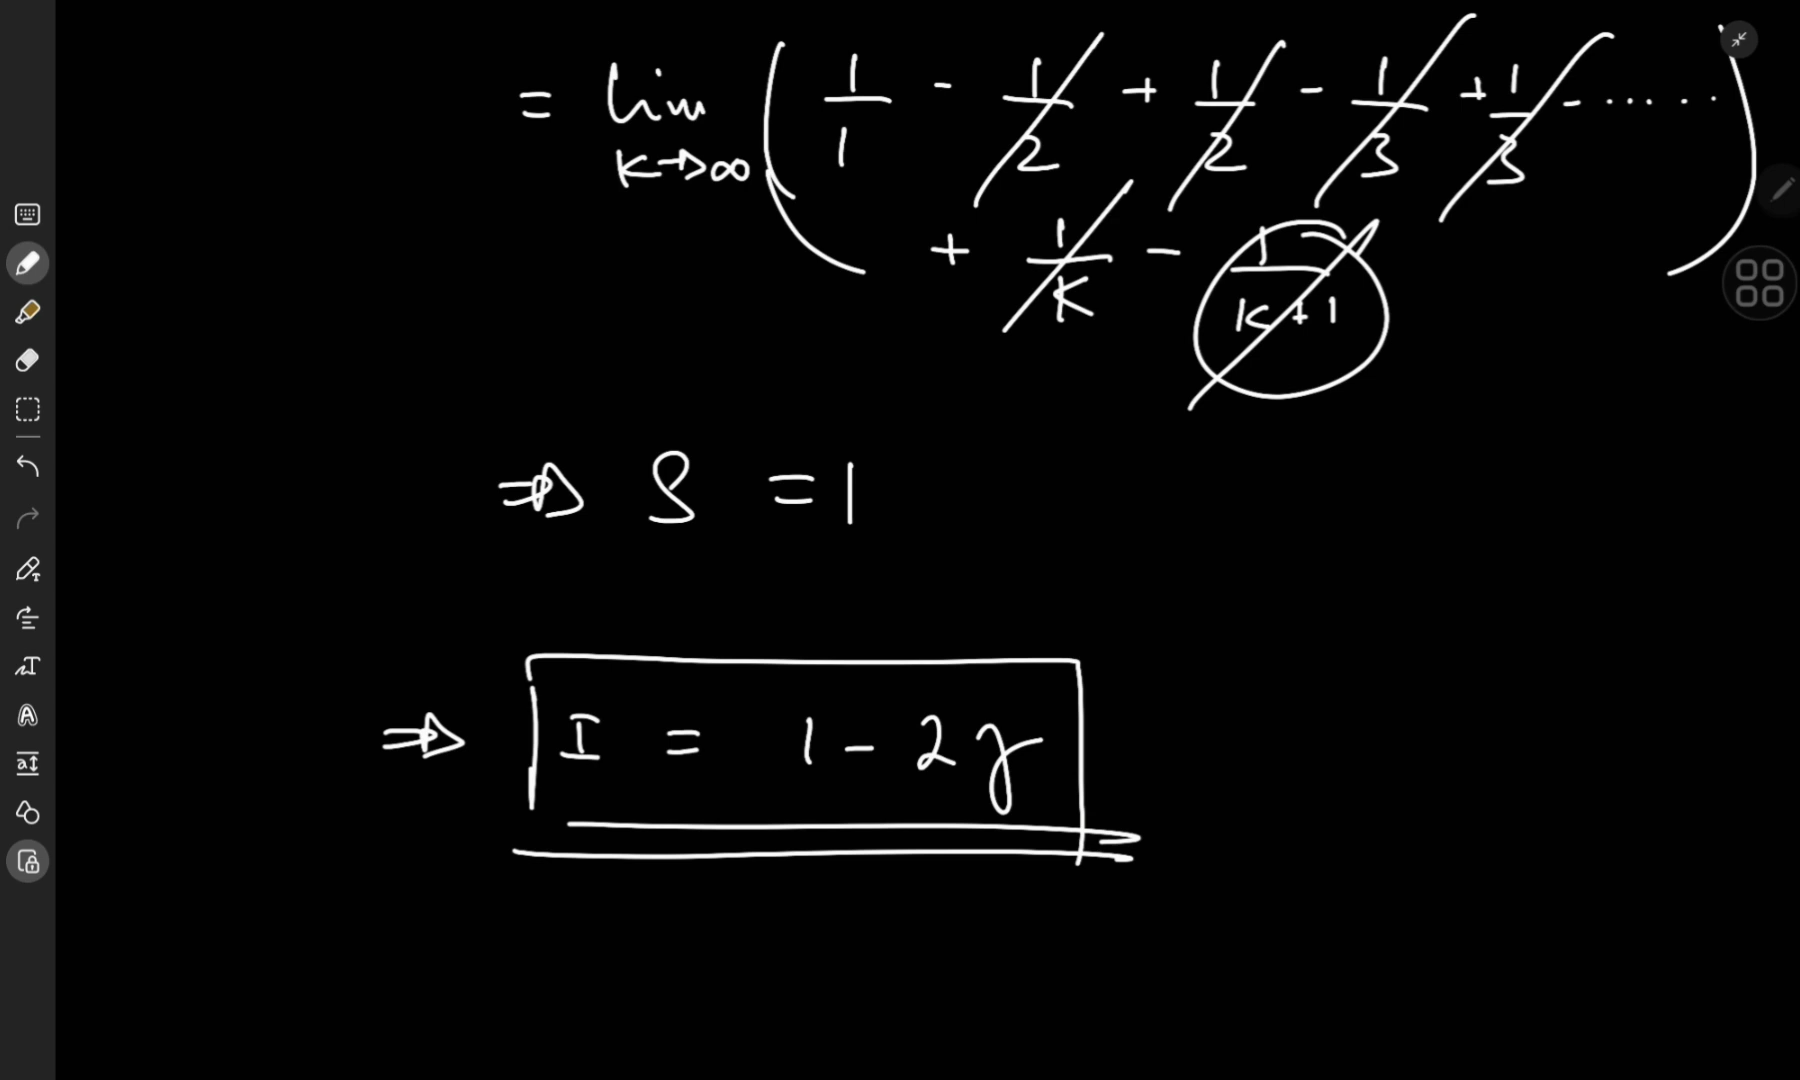 = lim K→∞ ( 1/1 - 1/2 + 1/2 - 1/3 + 1/3 - ......
+ 1/K - 1/K+1 )
⇒ S = 1
⇒ I = 1 - 2γ